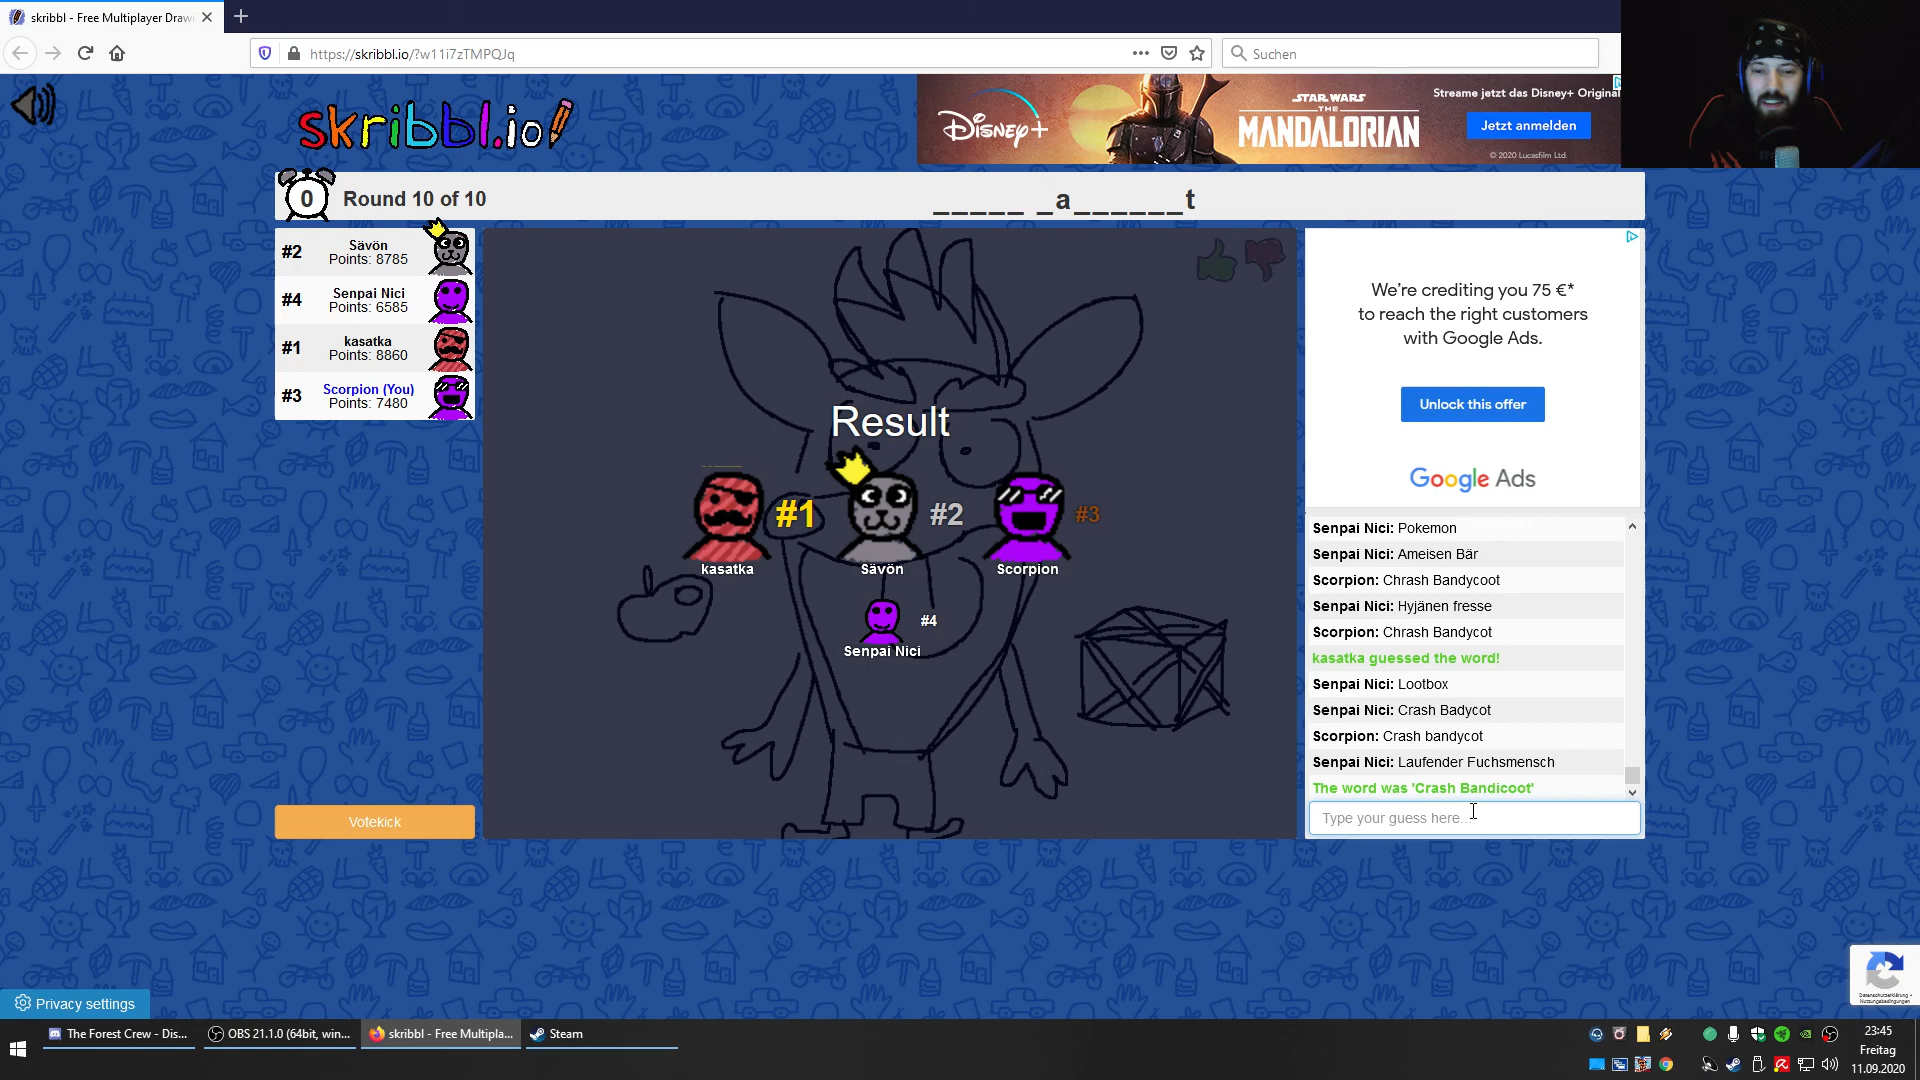 skribbl - Free Multiplayer Draw
https://skribbl.io/?w11i7zTMPQJq
Suchen
skribbl.io
Disney+
STAR WARS
THE
MANDALORIAN
Streame jetzt das Disney+ Original
Jetzt anmelden
© 2020 Lucasfilm Ltd.
0
Round 10 of 10
_____ _a______t
#2
Sävön
Points: 8785
#4
Senpai Nici
Points: 6585
#1
kasatka
Points: 8860
#3
Scorpion (You)
Points: 7480
Votekick
Result
#1
#2
#3
kasatka
Sävön
Scorpion
#4
Senpai Nici
We're crediting you 75 €*
to reach the right customers
with Google Ads.
Unlock this offer
Google Ads
Senpai Nici: Pokemon
Senpai Nici: Ameisen Bär
Scorpion: Chrash Bandycoot
Senpai Nici: Hyjänen fresse
Scorpion: Chrash Bandycot
kasatka guessed the word!
Senpai Nici: Lootbox
Senpai Nici: Crash Badycot
Scorpion: Crash bandycot
Senpai Nici: Laufender Fuchsmensch
The word was 'Crash Bandicoot'
Type your guess here...
Privacy settings
Datenschutzerklärung -
Nutzungsbedingungen
The Forest Crew - Dis...
OBS 21.1.0 (64bit, win...
skribbl - Free Multipla...
Steam
23:45
Freitag
11.09.2020